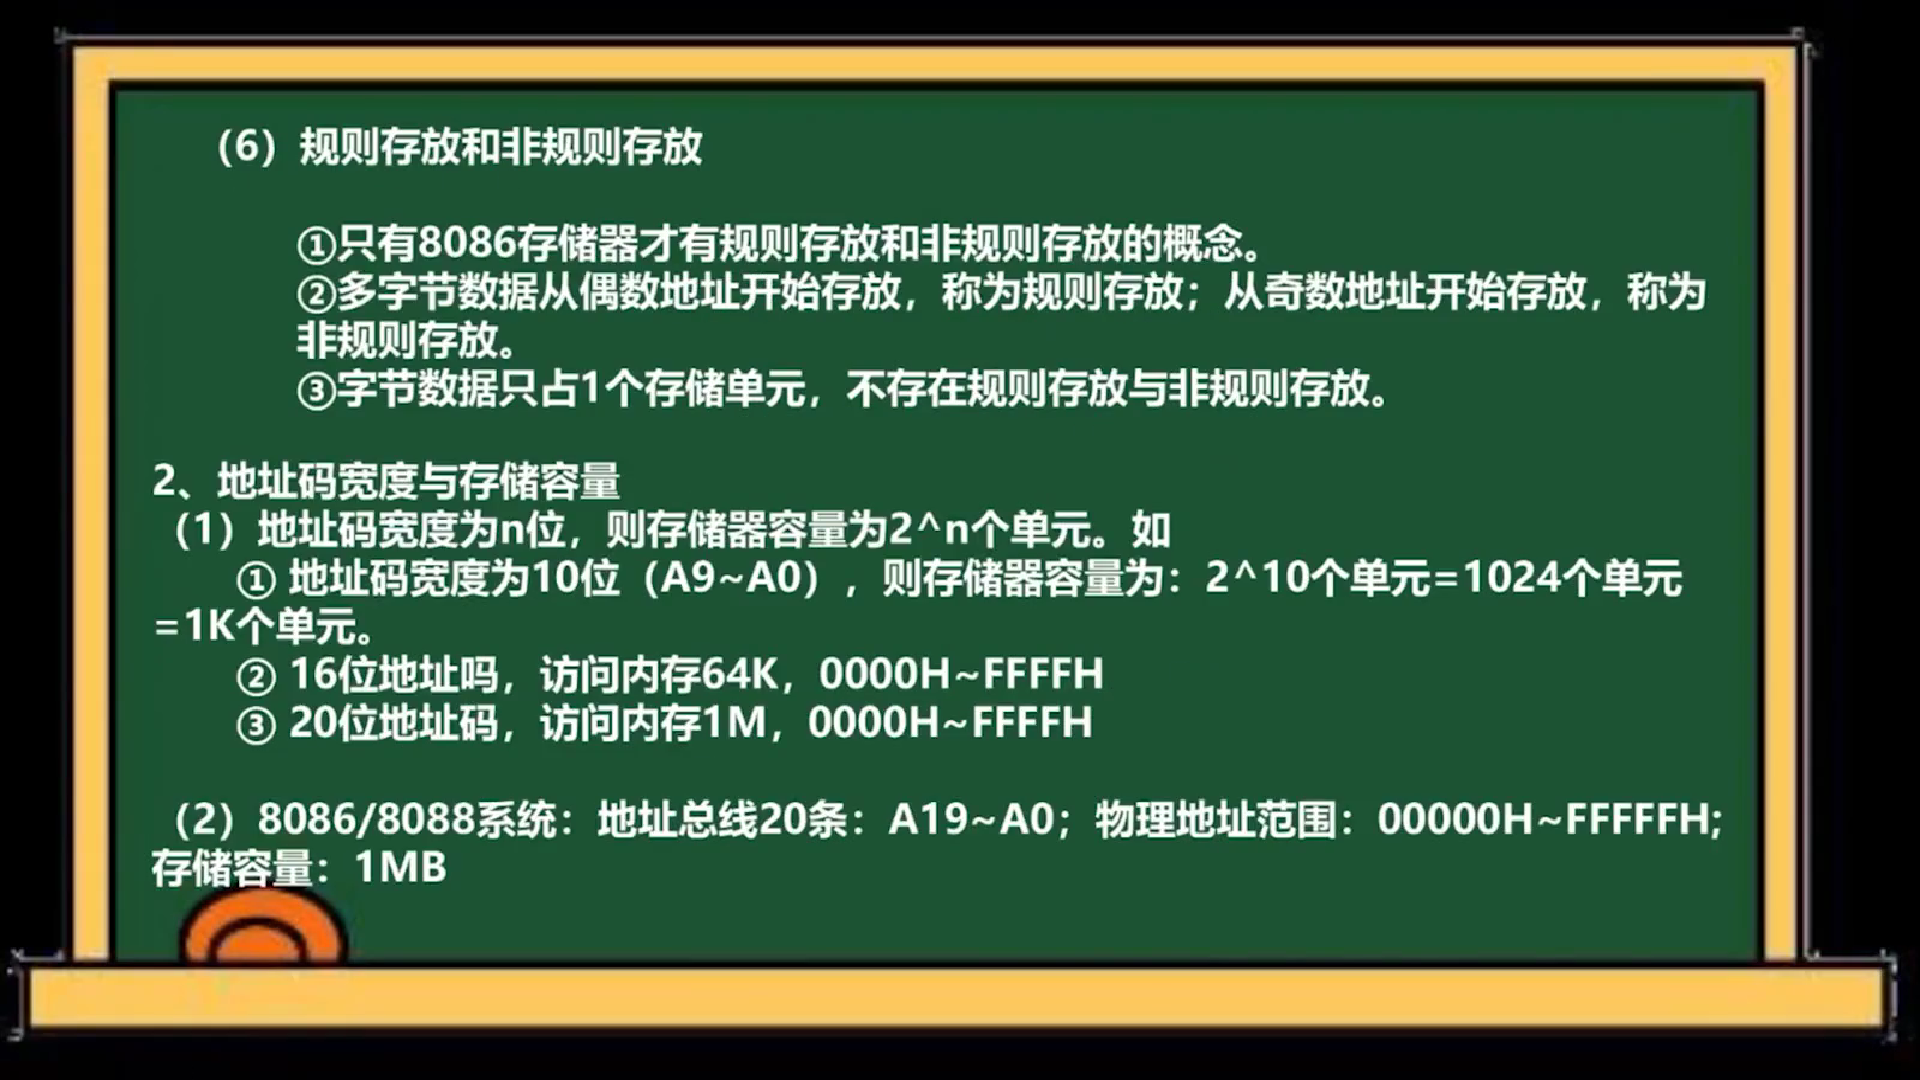 （6）规则存放和非规则存放
①只有8086存储器才有规则存放和非规则存放的概念。
②多字节数据从偶数地址开始存放，称为规则存放；从奇数地址开始存放，称为
非规则存放。
③字节数据只占1个存储单元，不存在规则存放与非规则存放。
2、地址码宽度与存储容量
（1）地址码宽度为n位，则存储器容量为2^n个单元。如
① 地址码宽度为10位（A9~A0），则存储器容量为：2^10个单元=1024个单元
=1K个单元。
② 16位地址吗，访问内存64K，0000H~FFFFH
③ 20位地址码，访问内存1M，0000H~FFFFH
（2）8086/8088系统：地址总线20条：A19~A0；物理地址范围：00000H~FFFFFH;
存储容量：1MB